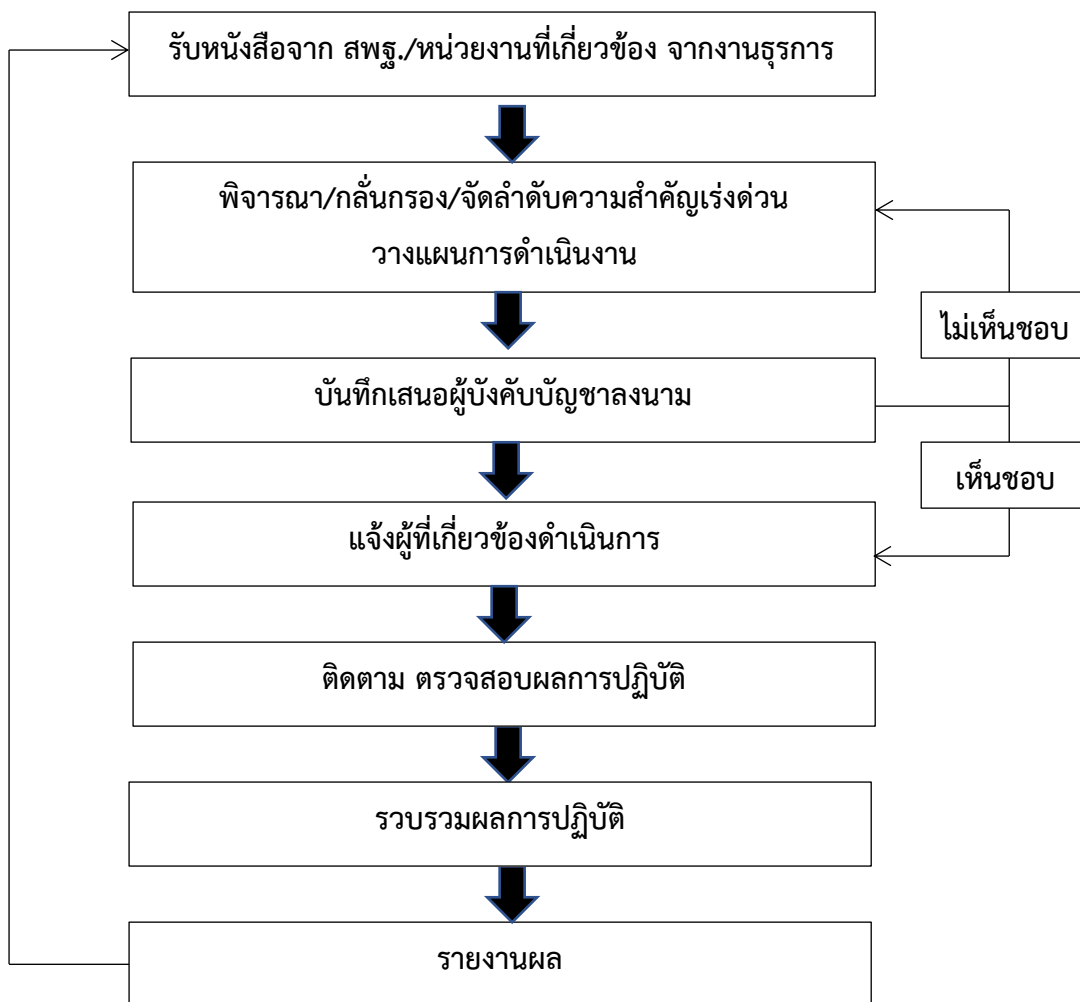 รับหนังสือจาก สพฐ./หน่วยงานที่เกี่ยวข้อง จากงานธุรการ
พิจารณา/กลั่นกรอง/จัดลำดับความสำคัญเร่งด่วน
วางแผนการดำเนินงาน
ไม่เห็นชอบ
บันทึกเสนอผู้บังคับบัญชาลงนาม
เห็นชอบ
แจ้งผู้ที่เกี่ยวข้องดำเนินการ
ติดตาม ตรวจสอบผลการปฏิบัติ
รวบรวมผลการปฏิบัติ
รายงานผล